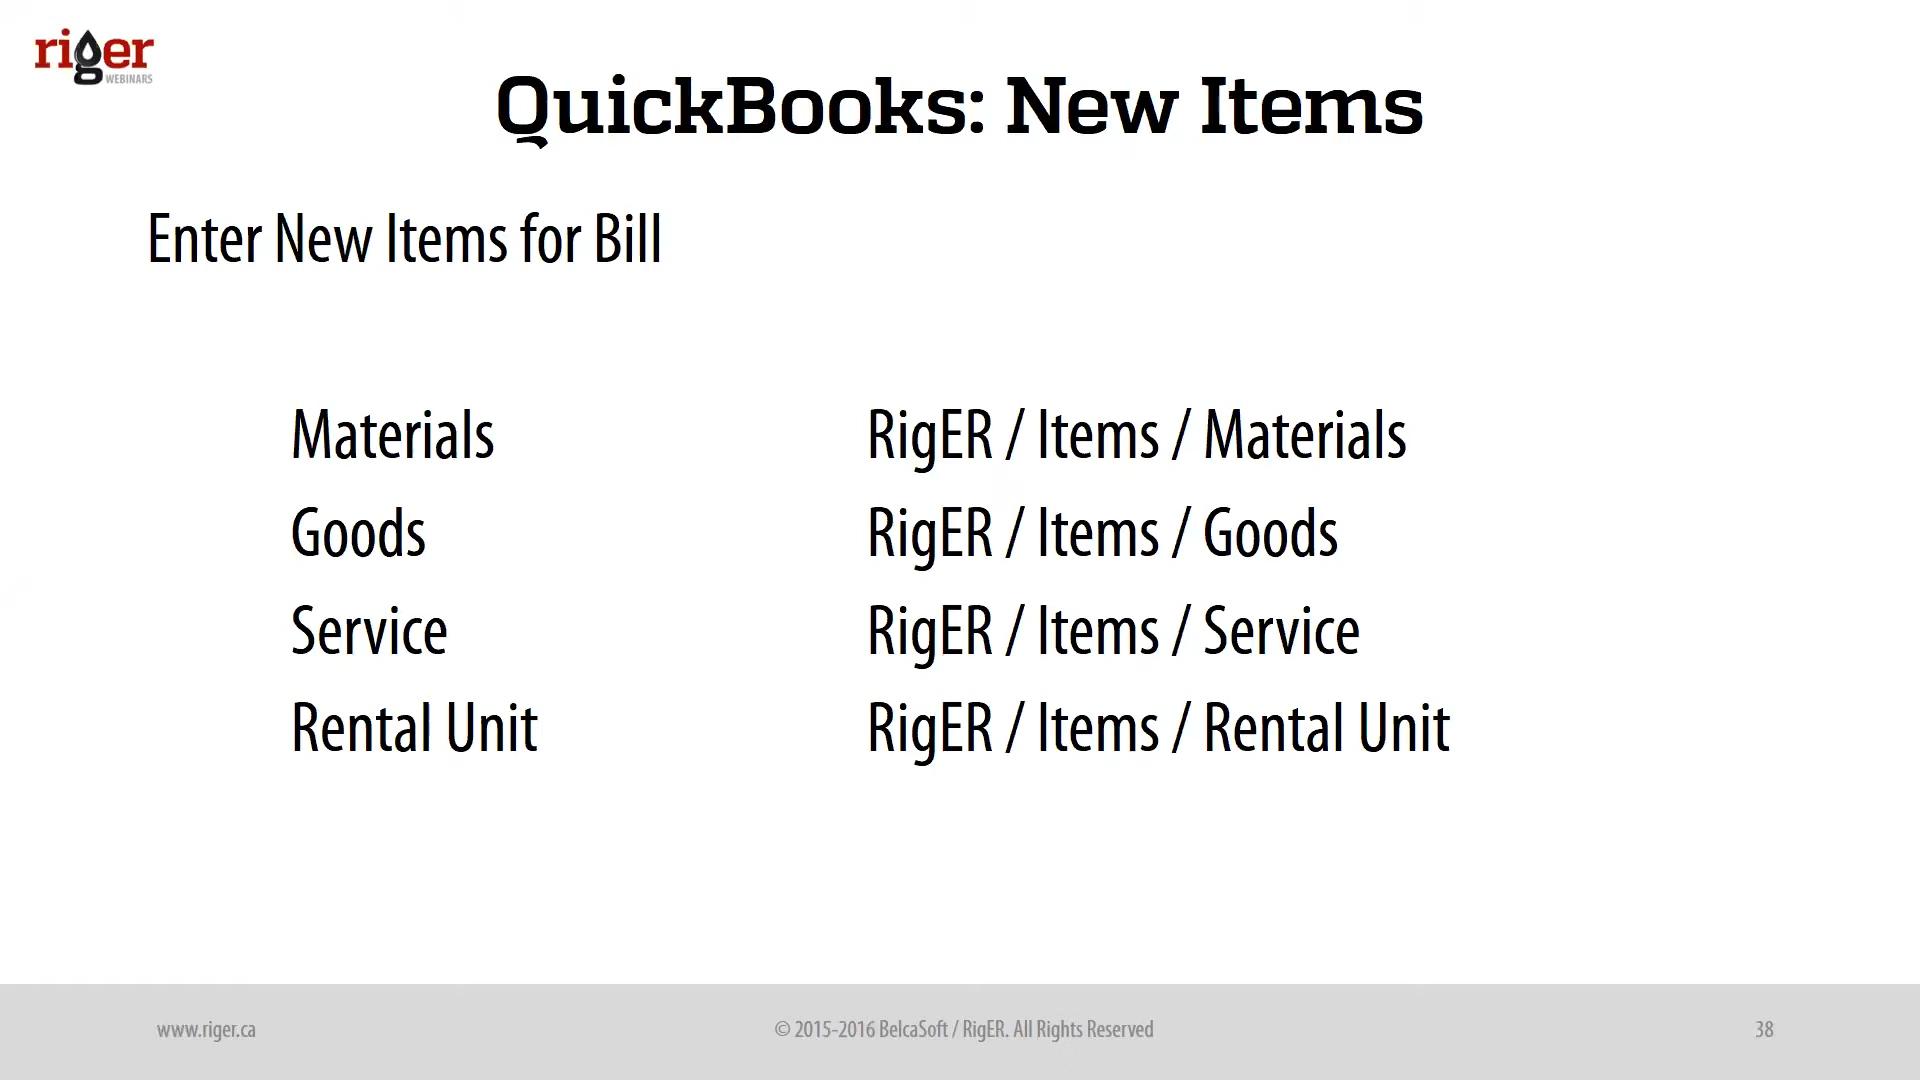 riger
WEBINARS
QuickBooks: New Items
Enter New Items for Bill
Materials RigER / Items / Materials
Goods RigER / Items / Goods
Service RigER / Items / Service
Rental Unit RigER / Items / Rental Unit
www.riger.ca © 2015-2016 BelcaSoft / RigER. All Rights Reserved 38